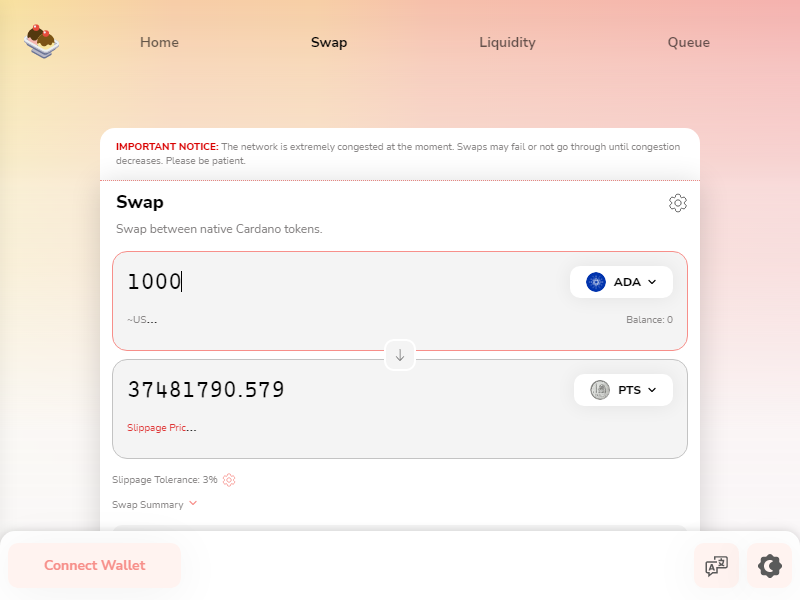 Home
Swap
Liquidity
Queue
IMPORTANT NOTICE: The network is extremely congested at the moment. Swaps may fail or not go through until congestion
decreases. Please be patient.
Swap
Swap between native Cardano tokens.
1000
ADA
~US...
Balance: 0
37481790.579
PTS
Slippage Pric...
Slippage Tolerance: 3%
Swap Summary
Connect Wallet